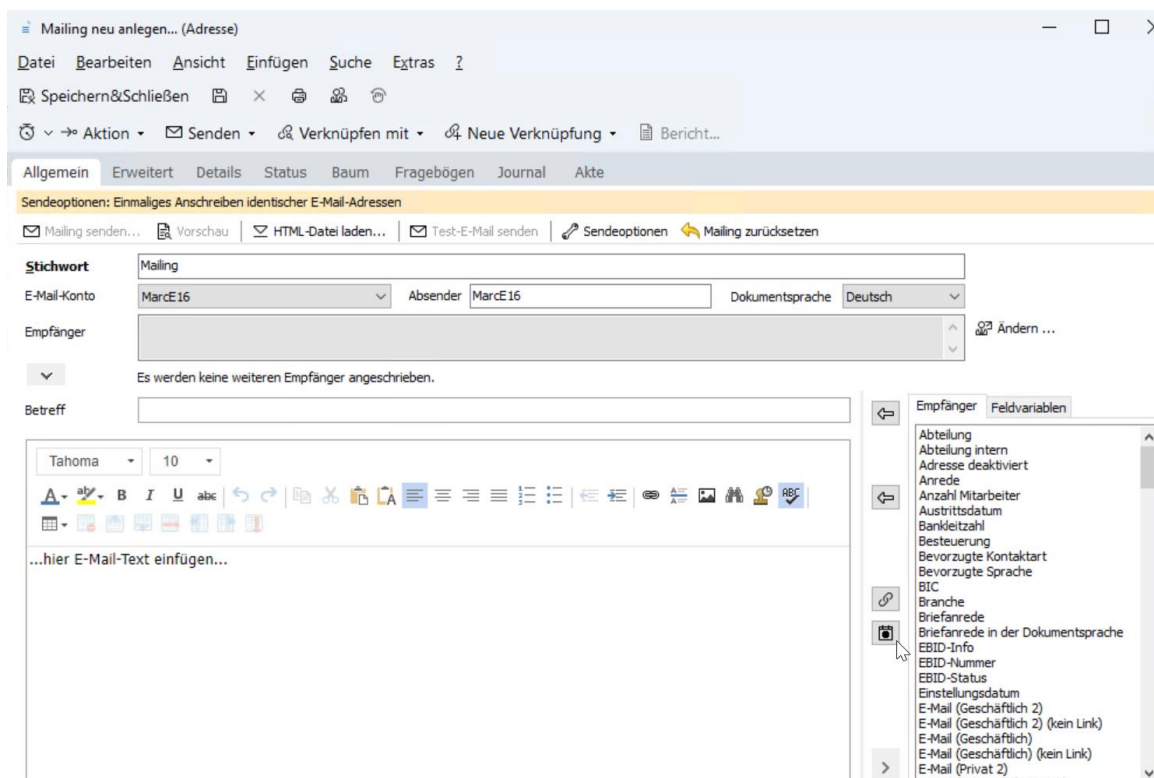 Mailing neu anlegen... (Adresse)
Datei Bearbeiten Ansicht Einfügen Suche Extras ?
Speichern&Schließen
Aktion Senden Verknüpfen mit Neue Verknüpfung Bericht...
Allgemein Erweitert Details Status Baum Fragebögen Journal Akte
Sendeoptionen: Einmaliges Anschreiben identischer E-Mail-Adressen
Mailing senden... Vorschau HTML-Datei laden... Test-E-Mail senden Sendeoptionen Mailing zurücksetzen
Stichwort Mailing
E-Mail-Konto MarcE16 Absender MarcE16 Dokumentsprache Deutsch
Empfänger Ändern ...
Es werden keine weiteren Empfänger angeschrieben.
Betreff
Empfänger Feldvariablen
Tahoma 10
A aby B I U abc ABC
...hier E-Mail-Text einfügen...
Abteilung
Abteilung intern
Adresse deaktiviert
Anrede
Anzahl Mitarbeiter
Austrittsdatum
Bankleitzahl
Besteuerung
Bevorzugte Kontaktart
Bevorzugte Sprache
BIC
Branche
Briefanrede
Briefanrede in der Dokumentsprache
EBID-Info
EBID-Nummer
EBID-Status
Einstellungsdatum
E-Mail (Geschäftlich 2)
E-Mail (Geschäftlich 2) (kein Link)
E-Mail (Geschäftlich)
E-Mail (Geschäftlich) (kein Link)
E-Mail (Privat 2)